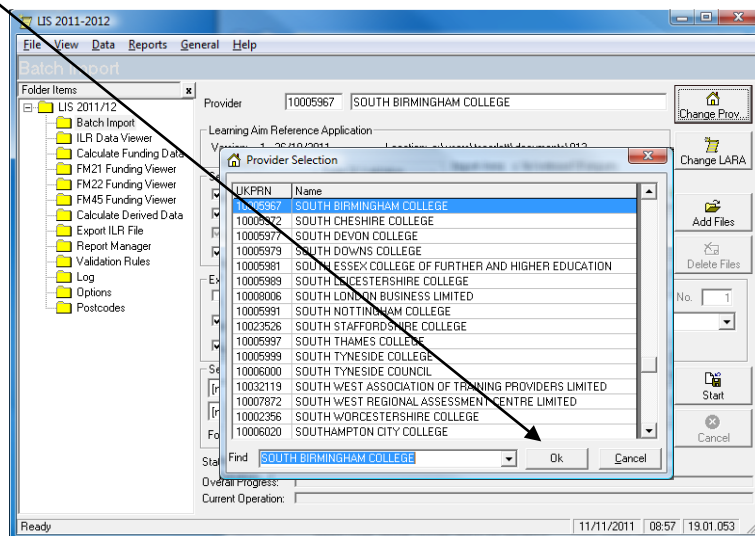 LIS 2011-2012
File View Data Reports General Help
Batch Import
Folder Items x
LIS 2011/12
Batch Import
ILR Data Viewer
Calculate Funding Data
FM21 Funding Viewer
FM22 Funding Viewer
FM45 Funding Viewer
Calculate Derived Data
Export ILR File
Report Manager
Validation Rules
Log
Options
Postcodes
Provider 10005967 SOUTH BIRMINGHAM COLLEGE
Learning Aim Reference Application
Change Prov...
Change LARA
Add Files
Delete Files
No. 1
Start
Cancel
Provider Selection
UKPRN Name
10005967 SOUTH BIRMINGHAM COLLEGE
10005972 SOUTH CHESHIRE COLLEGE
10005977 SOUTH DEVON COLLEGE
10005979 SOUTH DOWNS COLLEGE
10005981 SOUTH ESSEX COLLEGE OF FURTHER AND HIGHER EDUCATION
10005989 SOUTH LEICESTERSHIRE COLLEGE
10008006 SOUTH LONDON BUSINESS LIMITED
10005991 SOUTH NOTTINGHAM COLLEGE
10023526 SOUTH STAFFORDSHIRE COLLEGE
10005997 SOUTH THAMES COLLEGE
10005999 SOUTH TYNESIDE COLLEGE
10006000 SOUTH TYNESIDE COUNCIL
10032119 SOUTH WEST ASSOCIATION OF TRAINING PROVIDERS LIMITED
10007872 SOUTH WEST REGIONAL ASSESSMENT CENTRE LIMITED
10002356 SOUTH WORCESTERSHIRE COLLEGE
10006020 SOUTHAMPTON CITY COLLEGE
Find SOUTH BIRMINGHAM COLLEGE Ok Cancel
Overall Progress:
Current Operation:
Ready 11/11/2011 08:57 19.01.053